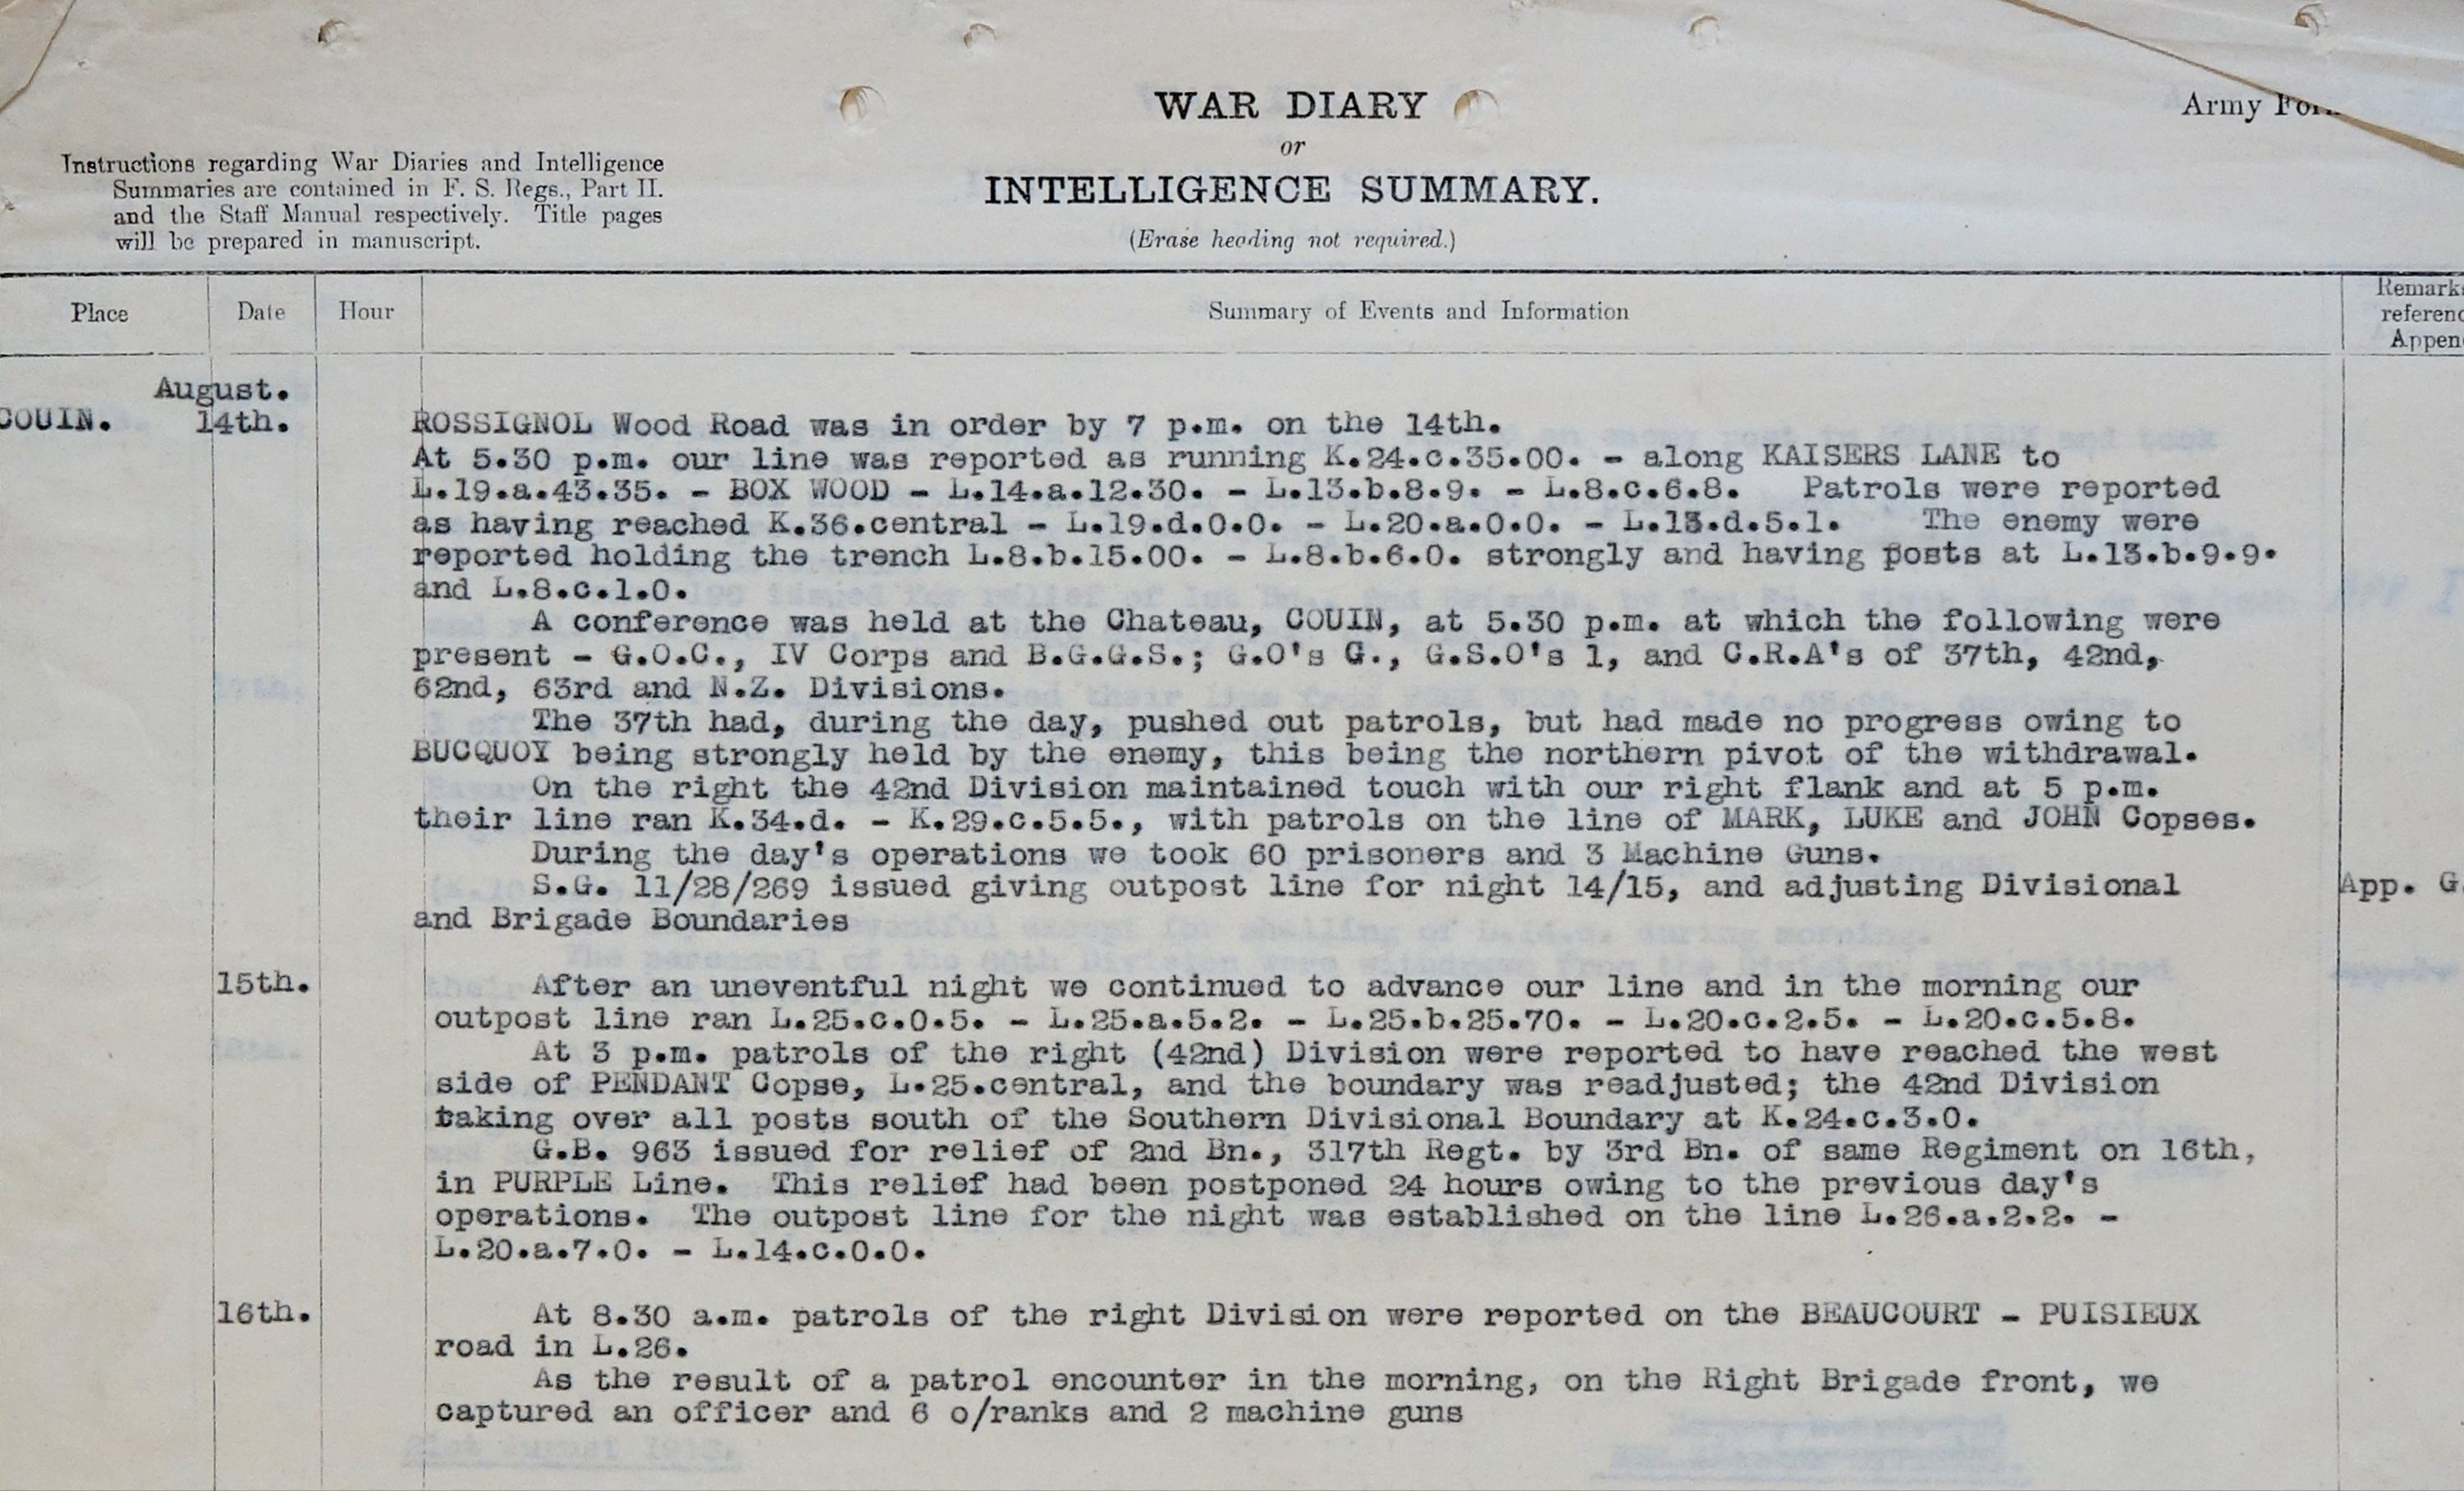 WAR DIARY
Army
or
INTELLIGENCE SUMMARY.
(Erase heading not required.)
Instructions regarding War Diaries and Intelligence
Summaries are contained in F. S. Regs., Part II.
and the Staff Manual respectively. Title pages
will be prepared in manuscript.
Place Date Hour Summary of Events and Information
August.
COUIN. 14th. ROSSIGNOL Wood Road was in order by 7 p.m. on the 14th.
At 5.30 p.m. our line was reported as running K.24.c.35.00. - along KAISERS LANE to
L.19.a.43.35. - BOX WOOD - L.14.a.12.30. - L.13.b.8.9. - L.8.c.6.8. Patrols were reported
as having reached K.36.central - L.19.d.0.0. - L.20.a.0.0. - L.13.d.5.1. The enemy were
reported holding the trench L.8.b.15.00. - L.8.b.6.0. strongly and having posts at L.13.b.9.9.
and L.8.c.1.0.
A conference was held at the Chateau, COUIN, at 5.30 p.m. at which the following were
present - G.O.C., IV Corps and B.G.G.S.; G.O's C., G.S.O's 1, and C.R.A's of 37th, 42nd,
62nd, 63rd and N.Z. Divisions.
The 37th had, during the day, pushed out patrols, but had made no progress owing to
BUCQUOY being strongly held by the enemy, this being the northern pivot of the withdrawal.
On the right the 42nd Division maintained touch with our right flank and at 5 p.m.
their line ran K.34.d. - K.29.c.5.5., with patrols on the line of MARK, LUKE and JOHN Copses.
During the day's operations we took 60 prisoners and 3 Machine Guns.
S.G. 11/28/269 issued giving outpost line for night 14/15, and adjusting Divisional App. G.
and Brigade Boundaries
15th. After an uneventful night we continued to advance our line and in the morning our
outpost line ran L.25.c.0.5. - L.25.a.5.2. - L.25.b.25.70. - L.20.c.2.5. - L.20.c.5.8.
At 3 p.m. patrols of the right (42nd) Division were reported to have reached the west
side of PENDANT Copse, L.25.central, and the boundary was readjusted; the 42nd Division
taking over all posts south of the Southern Divisional Boundary at K.24.c.3.0.
G.B. 963 issued for relief of 2nd Bn., 317th Regt. by 3rd Bn. of same Regiment on 16th,
in PURPLE Line. This relief had been postponed 24 hours owing to the previous day's
operations. The outpost line for the night was established on the line L.26.a.2.2. -
L.20.a.7.0. - L.14.c.0.0.
16th. At 8.30 a.m. patrols of the right Division were reported on the BEAUCOURT - PUISIEUX
road in L.26.
As the result of a patrol encounter in the morning, on the Right Brigade front, we
captured an officer and 6 o/ranks and 2 machine guns